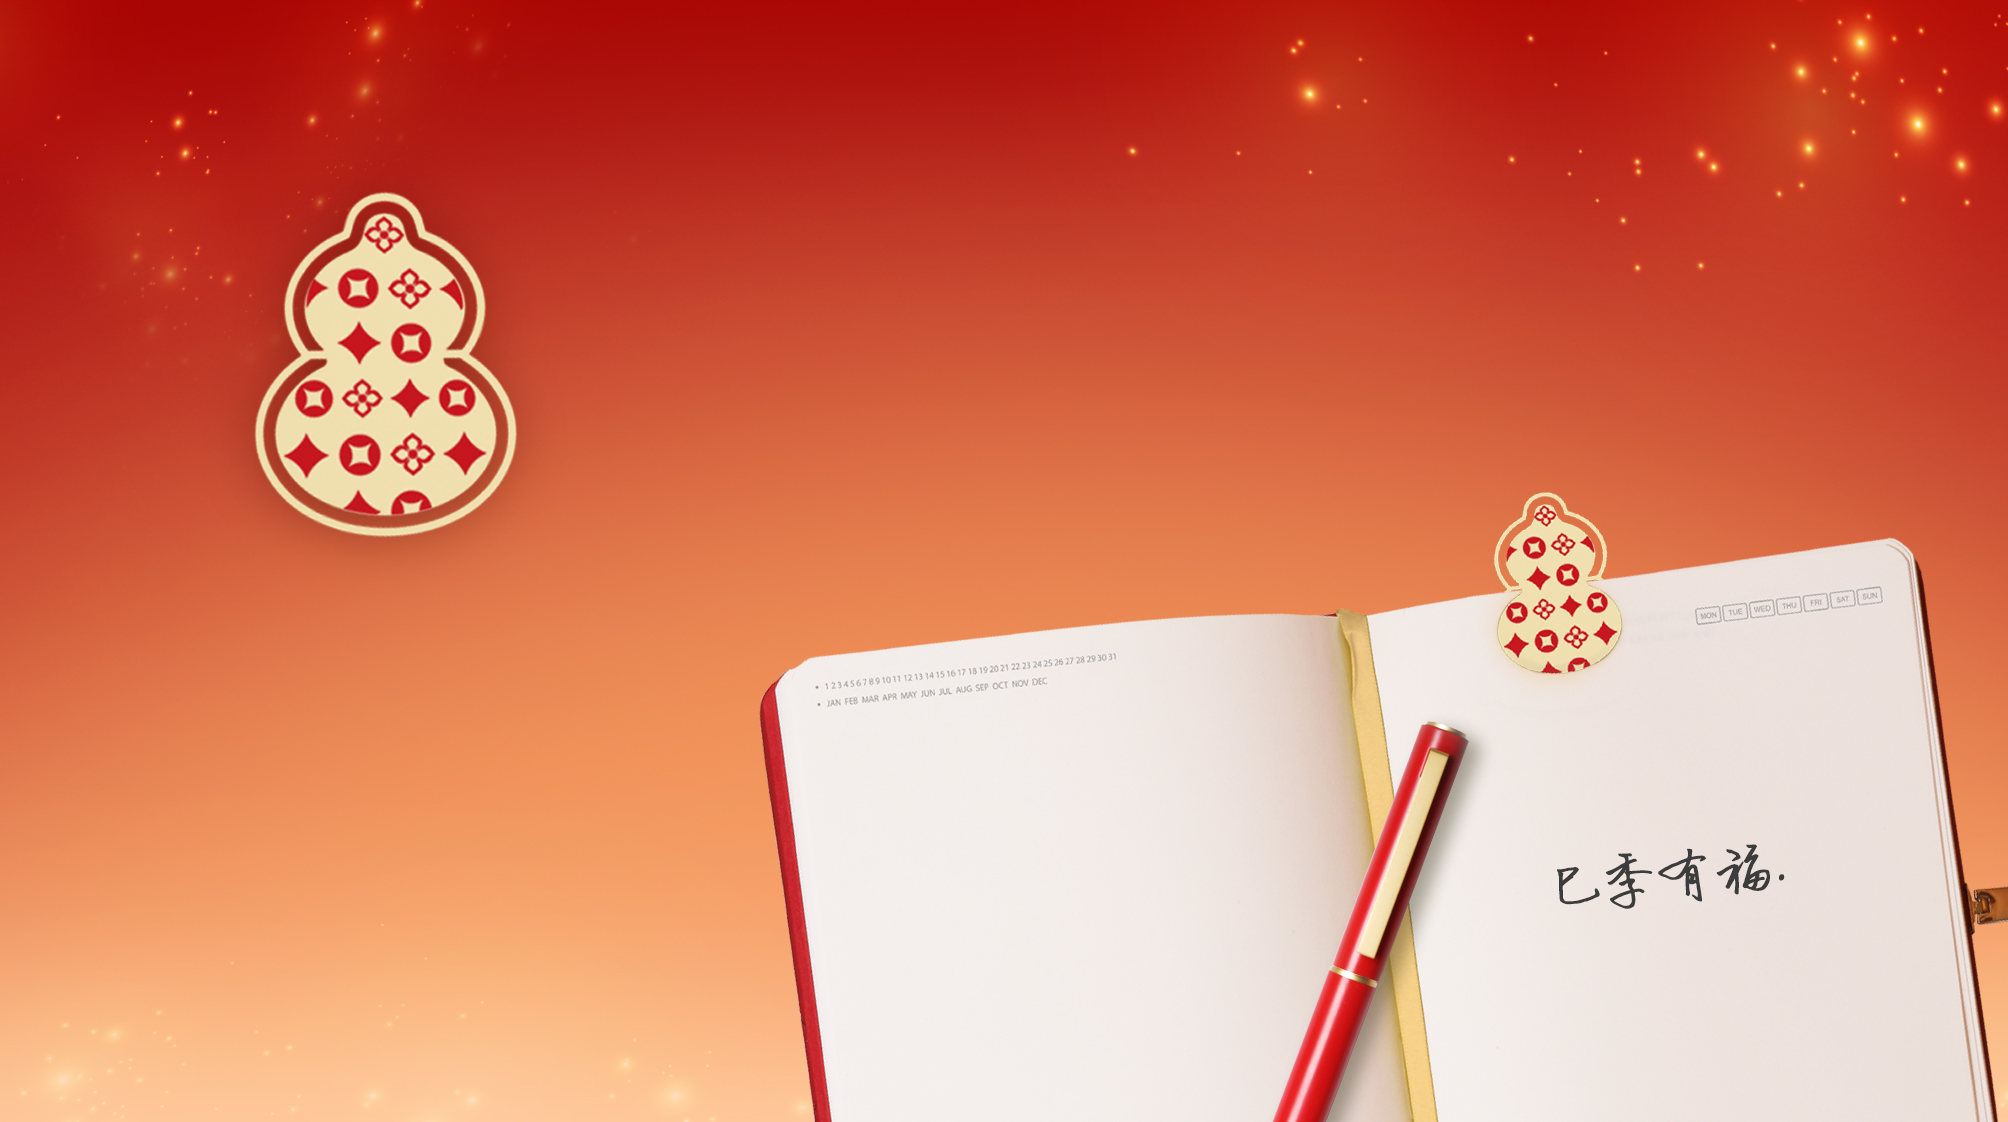 1 2 3 4 5 6 7 8 9 10 11 12 13 14 15 16 17 18 19 20 21 22 23 24 25 26 27 28 29 30 31
JAN FEB MAR APR MAY JUN JUL AUG SEP OCT NOV DEC
MON TUE WED THU FRI SAT SUN
巳季有福.